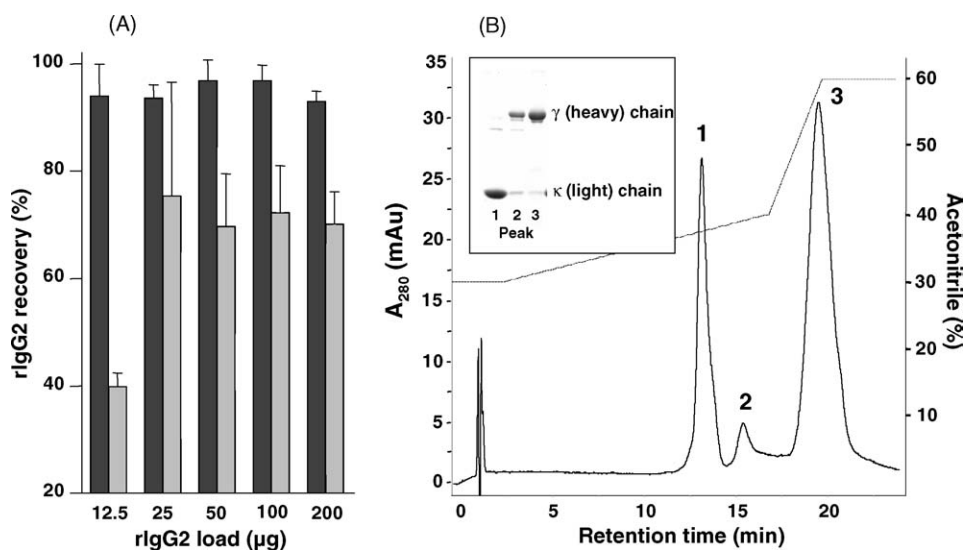 (A)
100
80
60
40
20
rIgG2 recovery (%)
12.5 25 50 100 200
rIgG2 load (µg)
(B)
35
30
25
20
15
10
5
0
A280 (mAu)
γ (heavy) chain
κ (light) chain
1 2 3
Peak
1
2
3
60
50
40
30
20
10
Acetonitrile (%)
0 5 10 15 20
Retention time (min)